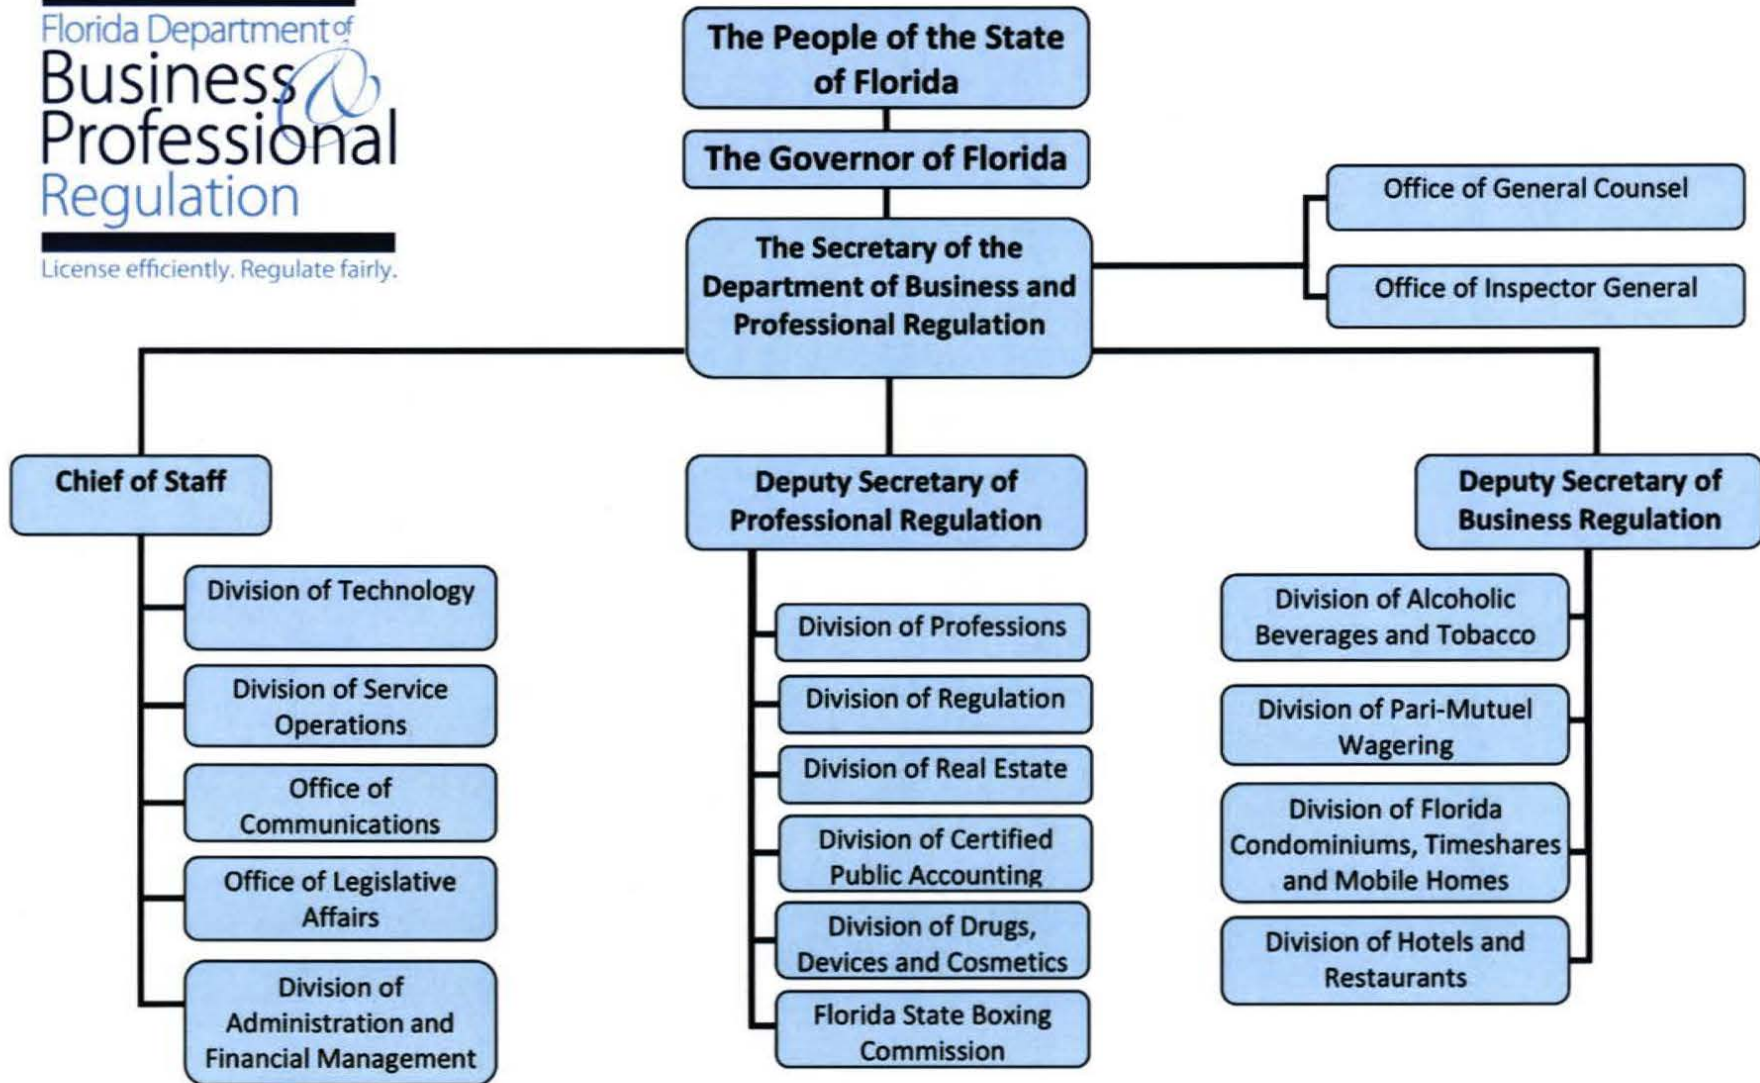 Florida Department of
Business &
Professional
Regulation
License efficiently. Regulate fairly.
The People of the State
of Florida
The Governor of Florida
The Secretary of the
Department of Business and
Professional Regulation
Office of General Counsel
Office of Inspector General
Chief of Staff
Division of Technology
Division of Service
Operations
Office of
Communications
Office of Legislative
Affairs
Division of
Administration and
Financial Management
Deputy Secretary of
Professional Regulation
Division of Professions
Division of Regulation
Division of Real Estate
Division of Certified
Public Accounting
Division of Drugs,
Devices and Cosmetics
Florida State Boxing
Commission
Deputy Secretary of
Business Regulation
Division of Alcoholic
Beverages and Tobacco
Division of Pari-Mutuel
Wagering
Division of Florida
Condominiums, Timeshares
and Mobile Homes
Division of Hotels and
Restaurants